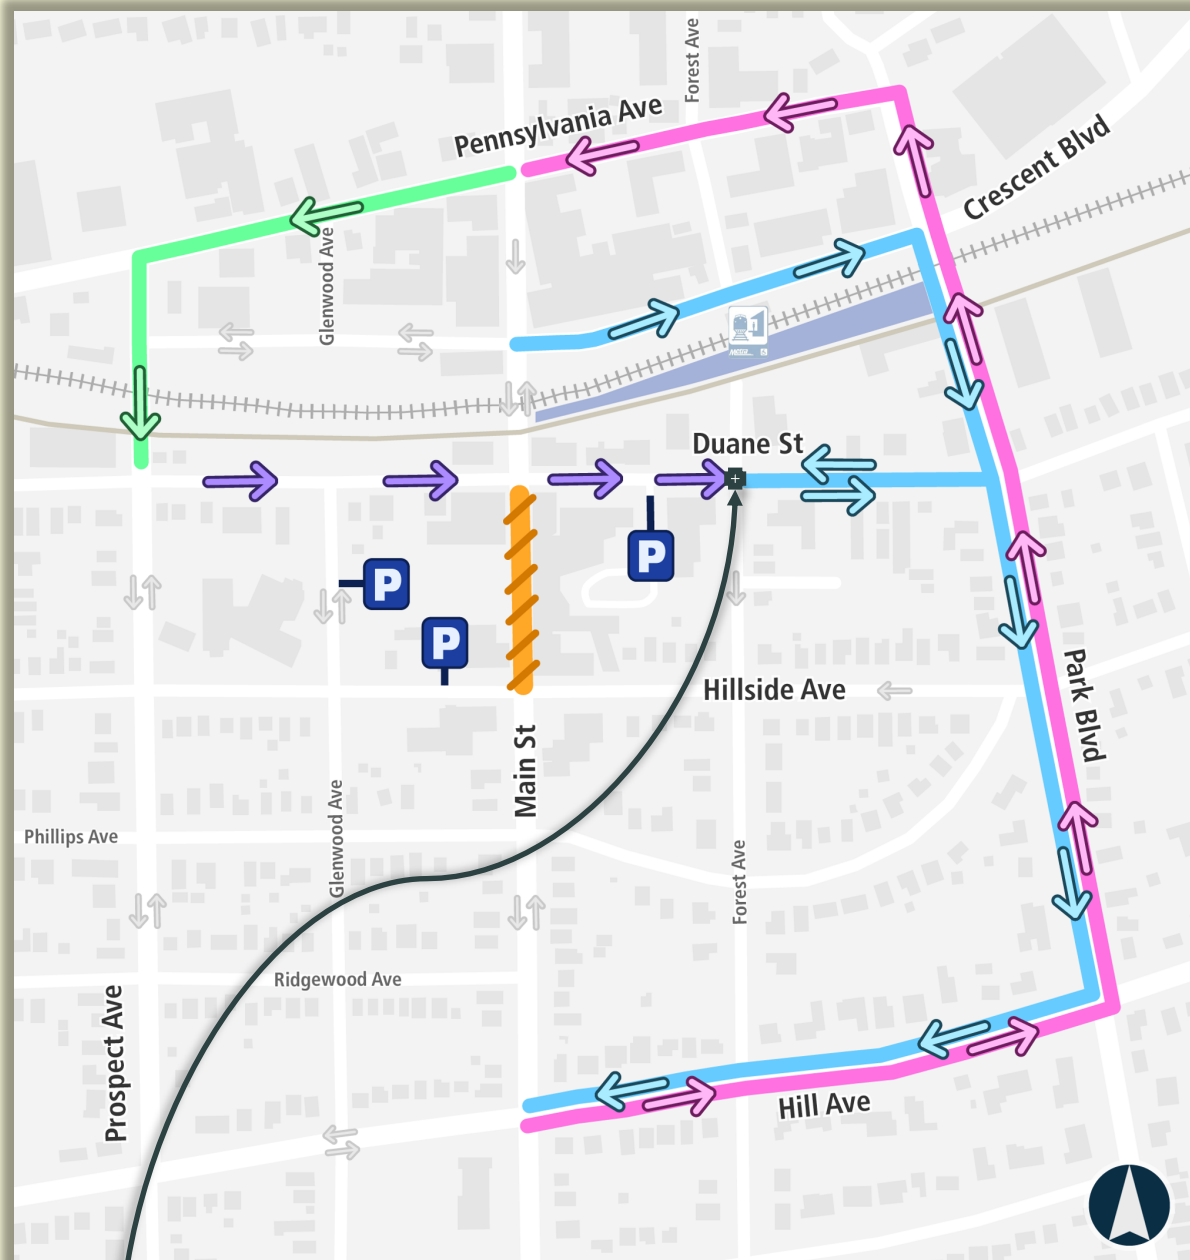 Forest Ave
Pennsylvania Ave
Crescent Blvd
Glenwood Ave
Duane St
P
P
P
Hillside Ave
Park Blvd
Main St
Glenwood Ave
Phillips Ave
Forest Ave
Ridgewood Ave
Prospect Ave
Hill Ave